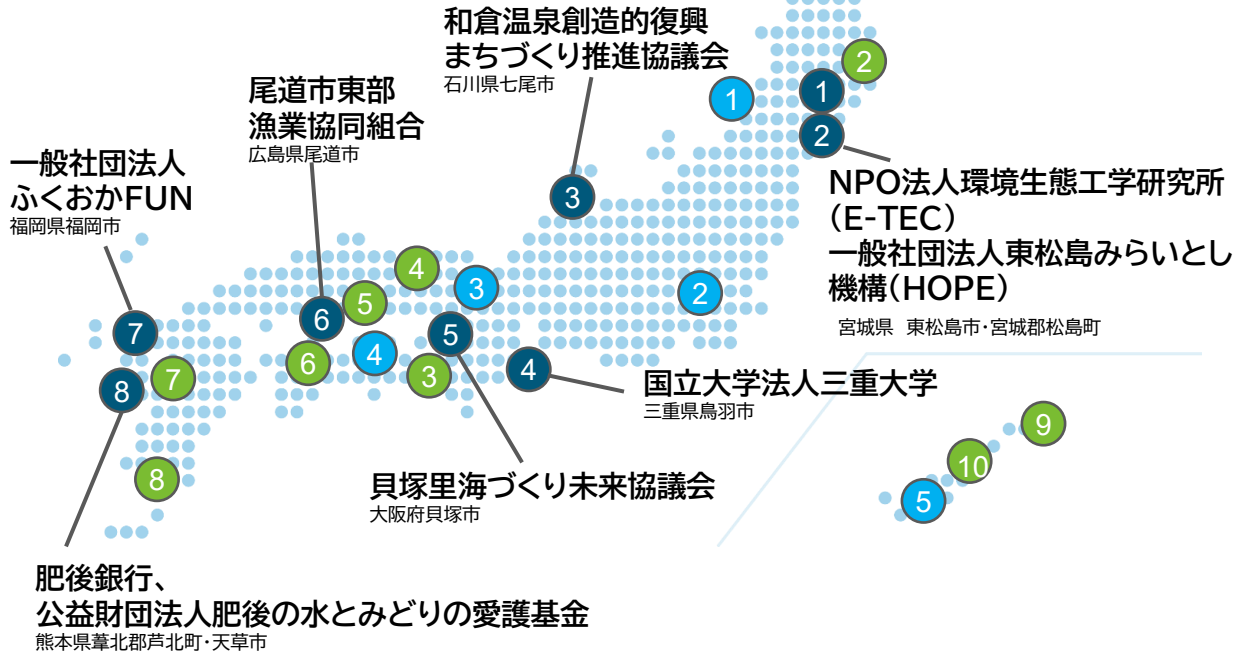 和倉温泉創造的復興
まちづくり推進協議会
石川県七尾市
尾道市東部
漁業協同組合
広島県尾道市
一般社団法人
ふくおかFUN
福岡県福岡市
NPO法人環境生態工学研究所
(E-TEC)
一般社団法人東松島みらいとし
機構(HOPE)
宮城県 東松島市・宮城郡松島町
国立大学法人三重大学
三重県鳥羽市
貝塚里海づくり未来協議会
大阪府貝塚市
肥後銀行、
公益財団法人肥後の水とみどりの愛護基金
熊本県葦北郡芦北町・天草市
2
1
1
2
3
4
3
2
5
6
5
7
4
6
3
4
7
8
8
9
10
5